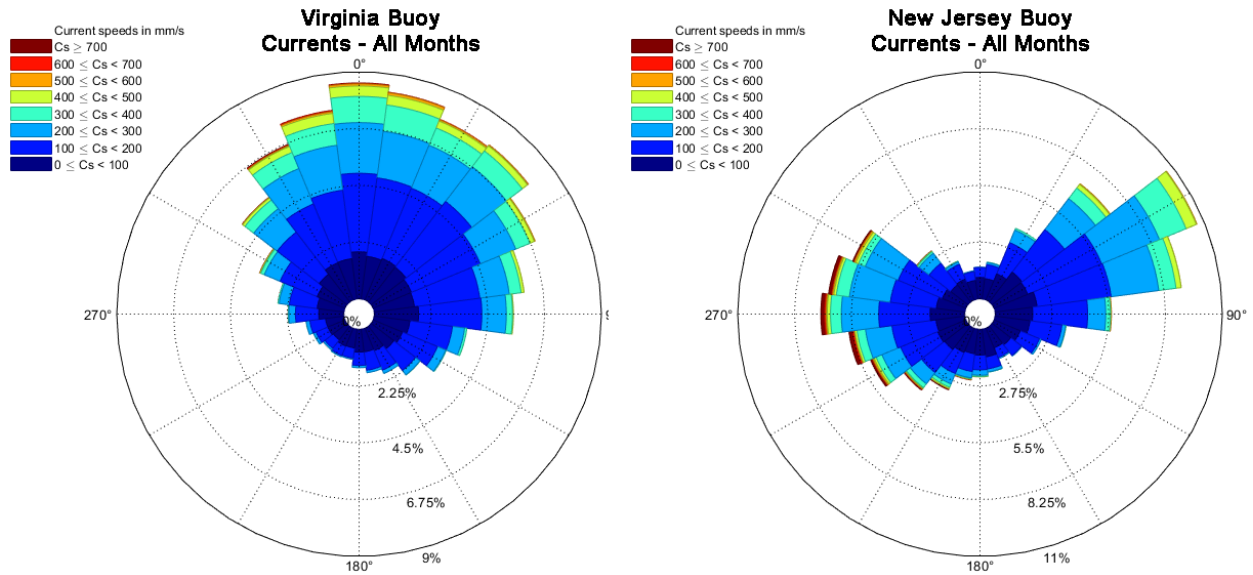 Virginia Buoy
Currents - All Months
Current speeds in mm/s
Cs ≥ 700
600 ≤ Cs < 700
500 ≤ Cs < 600
400 ≤ Cs < 500
300 ≤ Cs < 400
200 ≤ Cs < 300
100 ≤ Cs < 200
0 ≤ Cs < 100
0°
270°
9
0%
2.25%
4.5%
6.75%
9%
180°
New Jersey Buoy
Currents - All Months
Current speeds in mm/s
Cs ≥ 700
600 ≤ Cs < 700
500 ≤ Cs < 600
400 ≤ Cs < 500
300 ≤ Cs < 400
200 ≤ Cs < 300
100 ≤ Cs < 200
0 ≤ Cs < 100
0°
270°
90°
0%
2.75%
5.5%
8.25%
11%
180°